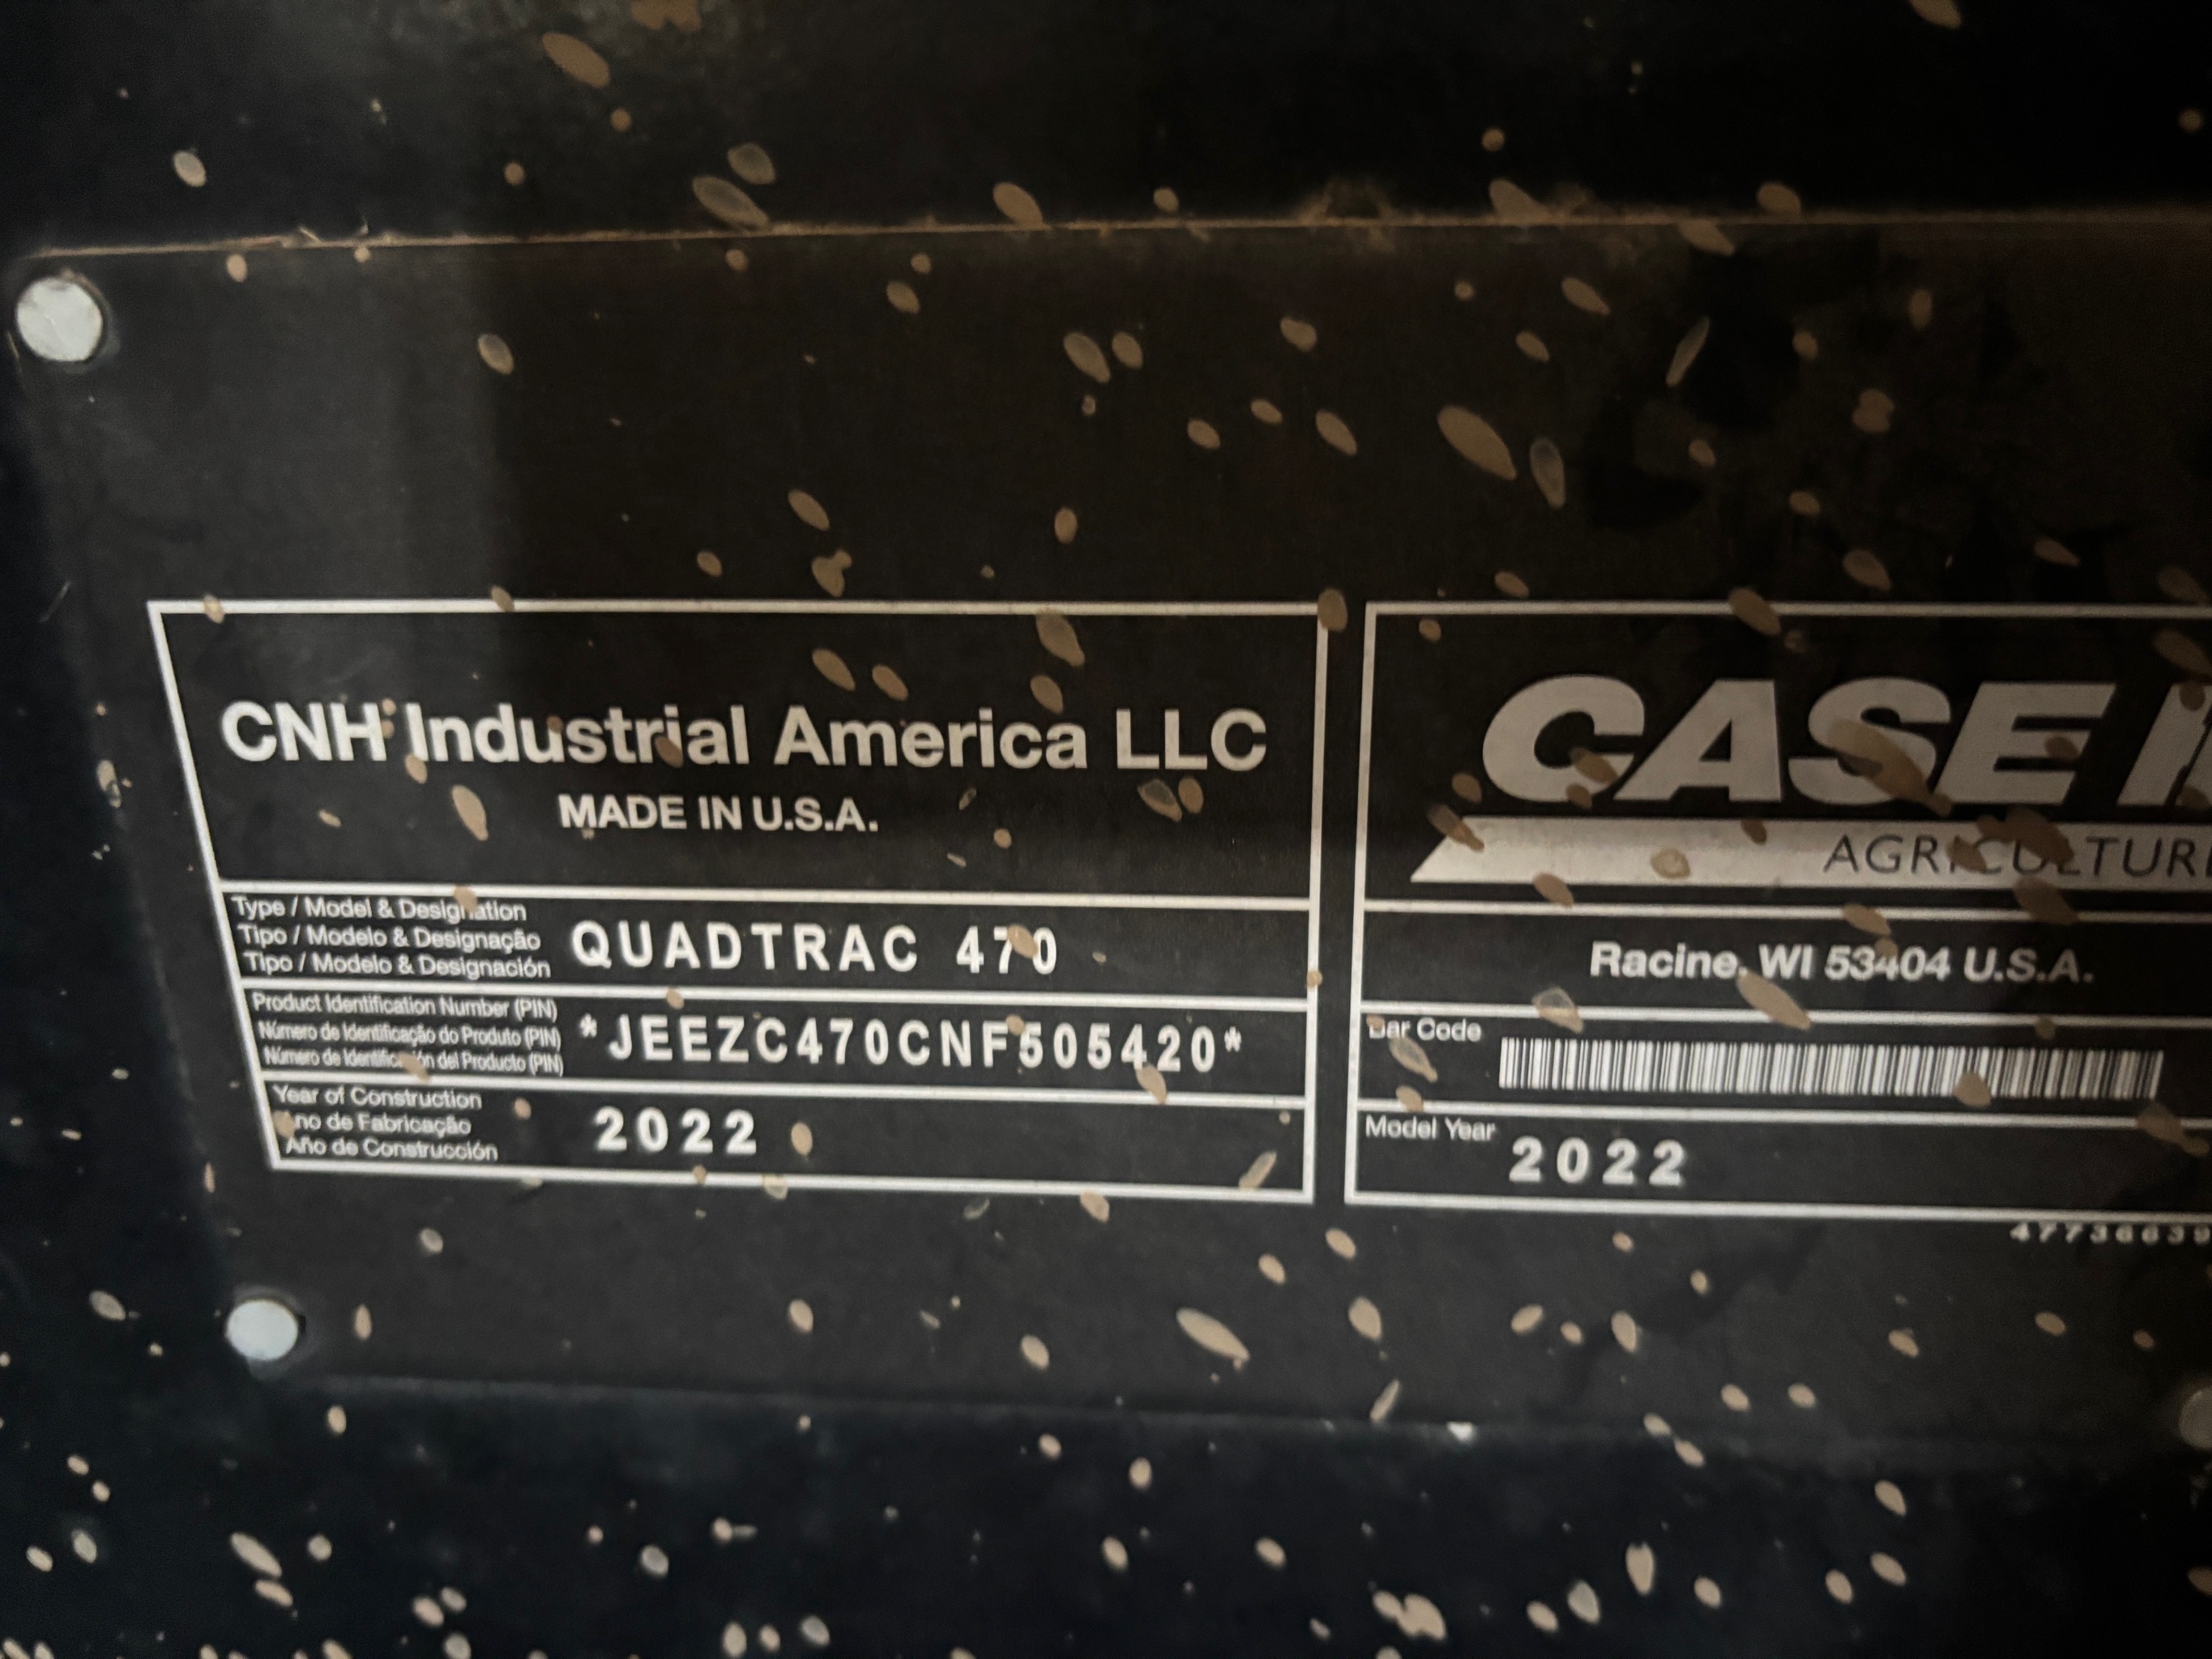 CNH Industrial America LLC
MADE IN U.S.A.
Type / Model & Designation
Tipo / Modelo & Designação
Tipo / Modelo & Designación
QUADTRAC 470
Product Identification Number (PIN)
Número de Identificação do Produto (PIN)
Número de Identificación del Producto (PIN)
*JEEZC470CNF505420*
Year of Construction
Ano de Fabricação
Año de Construcción
2022
CASE I
AGRICULTUR
Racine, WI 53404 U.S.A.
Bar Code
Model Year
2022